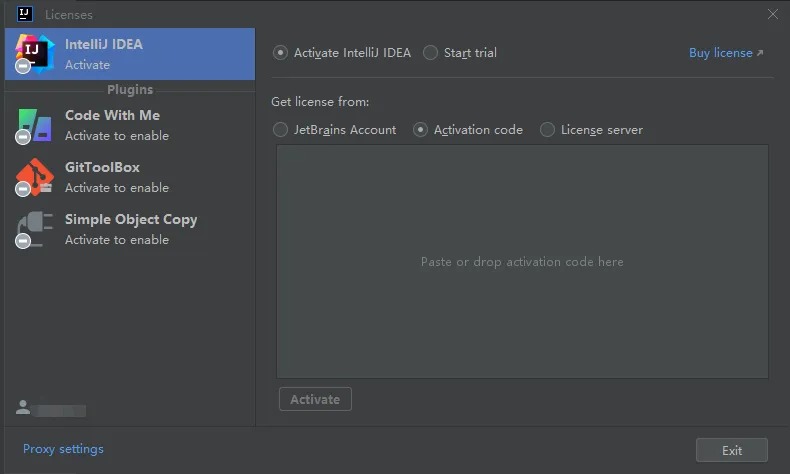 Licenses
IntelliJ IDEA
Activate
Plugins
Code With Me
Activate to enable
GitToolBox
Activate to enable
Simple Object Copy
Activate to enable
Activate IntelliJ IDEA Start trial Buy license
Get license from:
JetBrains Account Activation code License server
Paste or drop activation code here
Activate
Proxy settings
Exit